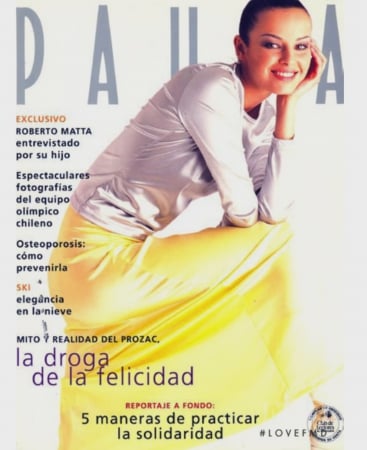 PAULA
EXCLUSIVO
ROBERTO MATTA
entrevistado
por su hijo
Espectaculares
fotografías
del equipo
olímpico
chileno
Osteoporosis:
cómo
prevenirla
SKI
elegancia
en la nieve
MITO Y REALIDAD DEL PROZAC,
la droga
de la felicidad
REPORTAJE A FONDO:
5 maneras de practicar
la solidaridad
#LOVEFMD